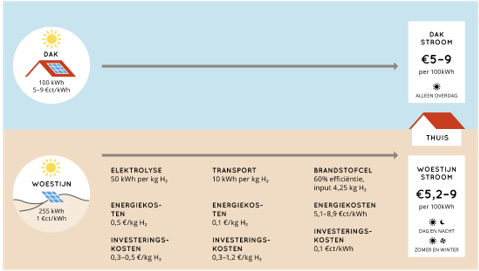 DAK
100 kWh
5–9 €ct/kWh
DAK
STROOM
€5–9
per 100kWh
ALLEEN OVERDAG
THUIS
WOESTIJN
255 kWh
1 €ct/kWh
ELEKTROLYSE
50 kWh per kg H₂
ENERGIEKOS-
TEN
0,5 €/kg H₂
INVESTERINGS-
KOSTEN
0,3–0,5 €/kg H₂
TRANSPORT
10 kWh per kg H₂
ENERGIEKOS-
TEN
0,1 €/kg H₂
INVESTERINGS-
KOSTEN
0,3–1,2 €/kg H₂
BRANDSTOFCEL
60% efficiëntie,
input 4,25 kg H₂
ENERGIEKOSTEN
5,1–8,9 €ct/kWh
INVESTERINGS-
KOSTEN
0,1 €ct/kWh
WOESTIJN
STROOM
€5,2–9
per 100kWh
DAG EN NACHT
ZOMER EN WINTER